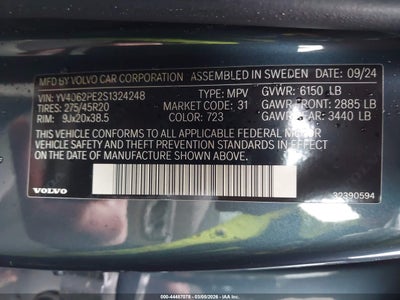 MFD BY VOLVO CAR CORPORATION ASSEMBLED IN SWEDEN 09/24
VIN: YV4062PE2S1324248 TYPE: MPV GVWR: 6150 LB
TIRES: 275/45R20 MARKET CODE: 31 GAWR FRONT: 2885 LB
RIM: 9Jx20x38.5 COLOR: 723 GAWR REAR: 3440 LB
THIS VEHICLE CONFORMS TO ALL APPLICABLE FEDERAL MOTOR
VEHICLE SAFETY AND THEFT PREVENTION STANDARDS IN EFFECT ON
THE DATE OF MANUFACTURE SHOWN ABOVE.
VOLVO
32390594
000-44487078 - 03/05/2026 - IAA Inc.